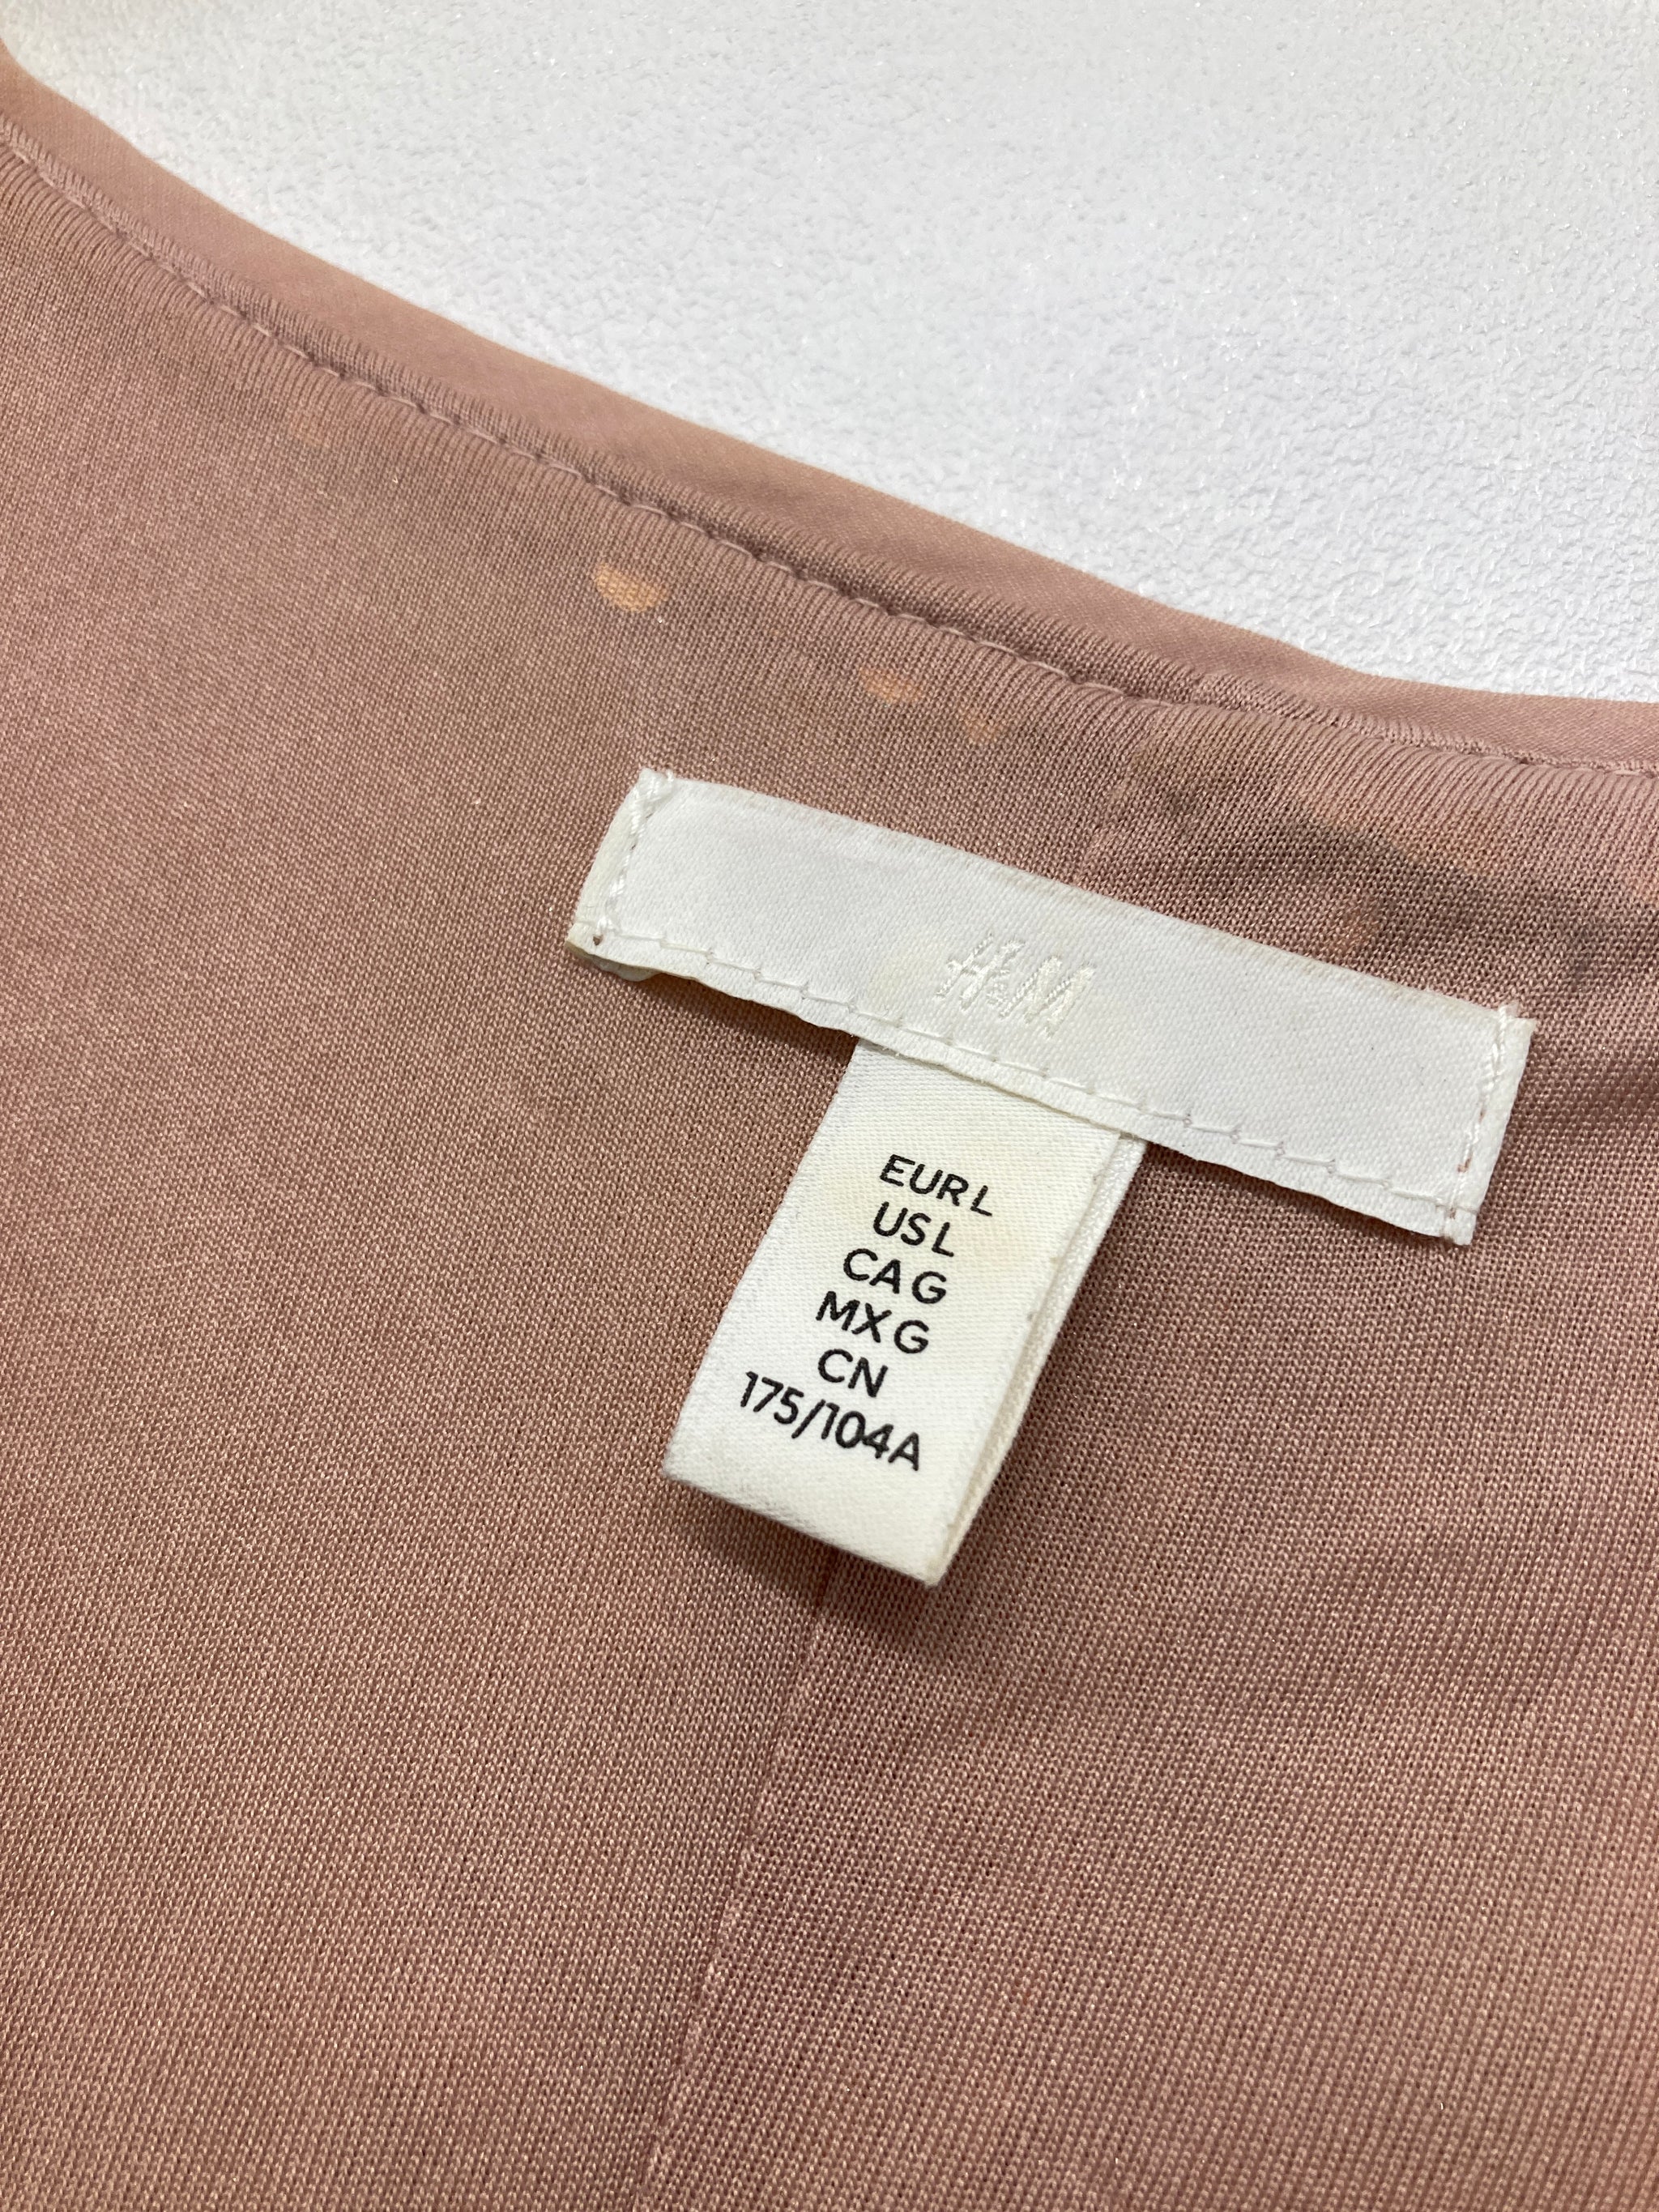 H&M
EUR L
US L
CA G
MX G
CN
175/104A